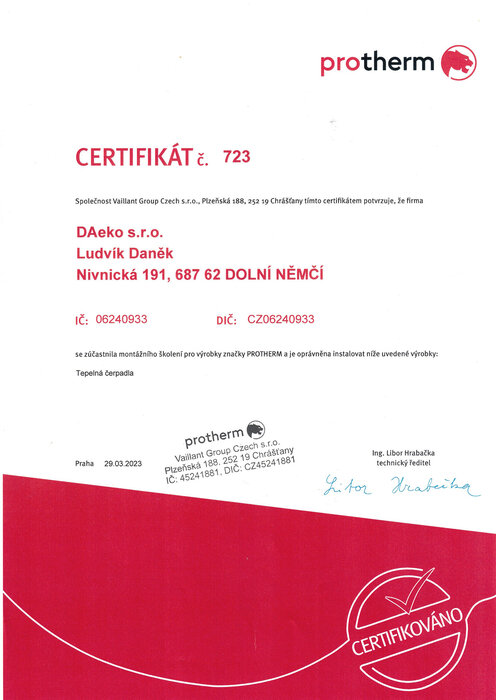 protherm
CERTIFIKÁT č. 723
Společnost Vaillant Group Czech s.r.o., Plzeňská 188, 252 19 Chrášťany tímto certifikátem potvrzuje, že firma
DAeko s.r.o.
Ludvík Daněk
Nivnická 191, 687 62 DOLNÍ NĚMČÍ
IČ: 06240933 DIČ: CZ06240933
se zúčastnila montážního školení pro výrobky značky PROTHERM a je oprávněna instalovat níže uvedené výrobky:
Tepelná čerpadla
protherm
Vaillant Group Czech s.r.o.
Plzeňská 188, 252 19 Chrášťany
IČ: 45241881, DIČ: CZ45241881
Praha 29.03.2023
Ing. Libor Hrabačka
technický ředitel
Libor Hrabačka
CERTIFIKOVÁNO